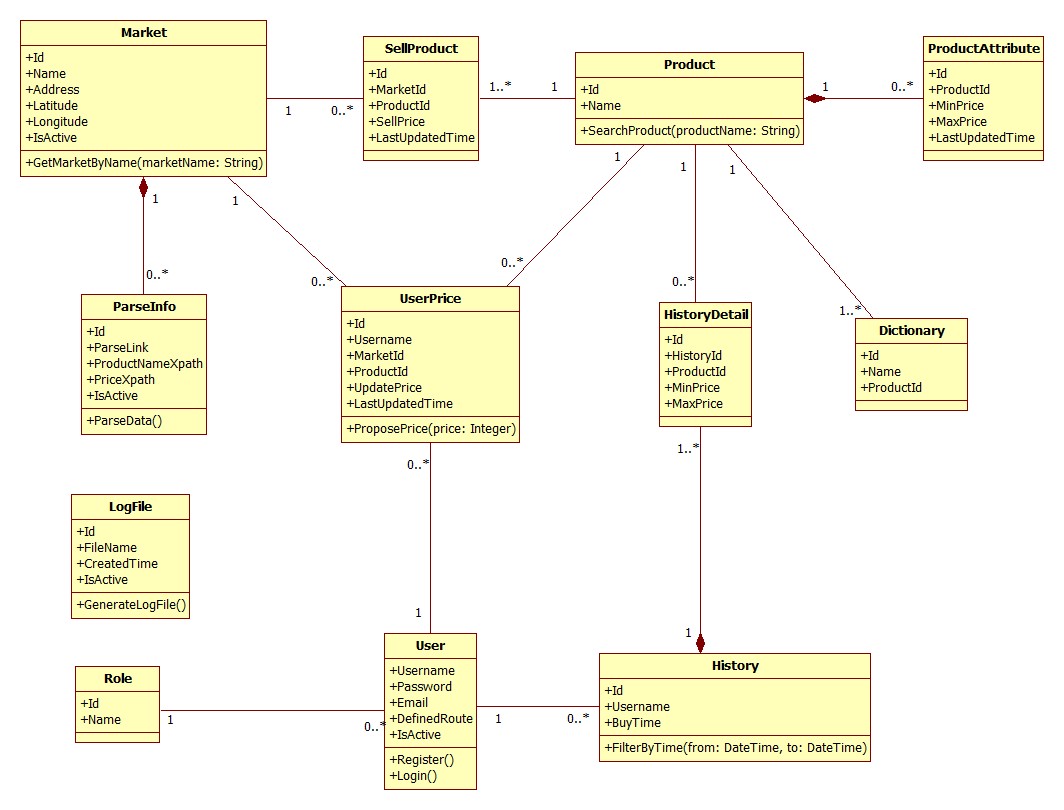 Market
+Id
+Name
+Address
+Latitude
+Longitude
+IsActive
+GetMarketByName(marketName: String)
SellProduct
+Id
+MarketId
+ProductId
+SellPrice
+LastUpdatedTime
Product
+Id
+Name
+SearchProduct(productName: String)
ProductAttribute
+Id
+ProductId
+MinPrice
+MaxPrice
+LastUpdatedTime
1
0..*
1..*
1
1
0..*
1
0..*
1
0..*
1
0..*
1
0..*
1
1..*
ParseInfo
+Id
+ParseLink
+ProductNameXpath
+PriceXpath
+IsActive
+ParseData()
UserPrice
+Id
+Username
+MarketId
+ProductId
+UpdatePrice
+LastUpdatedTime
+ProposePrice(price: Integer)
HistoryDetail
+Id
+HistoryId
+ProductId
+MinPrice
+MaxPrice
Dictionary
+Id
+Name
+ProductId
0..*
1
1..*
1
LogFile
+Id
+FileName
+CreatedTime
+IsActive
+GenerateLogFile()
Role
+Id
+Name
1
0..*
User
+Username
+Password
+Email
+DefinedRoute
+IsActive
+Register()
+Login()
1
0..*
History
+Id
+Username
+BuyTime
+FilterByTime(from: DateTime, to: DateTime)